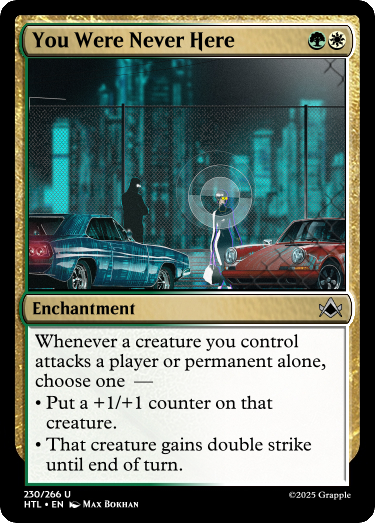 You Were Never Here
Enchantment
Whenever a creature you control
attacks a player or permanent alone,
choose one —
• Put a +1/+1 counter on that
creature.
• That creature gains double strike
until end of turn.
230/266 U
HTL • EN Max Bokhan
©2025 Grapple